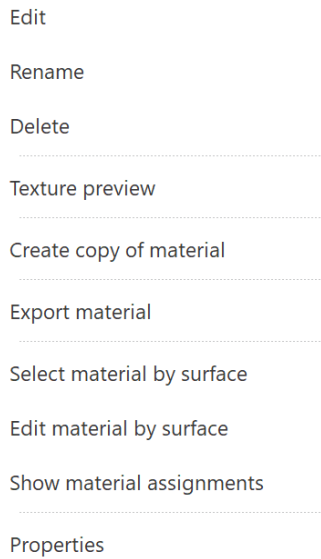 Edit
Rename
Delete
Texture preview
Create copy of material
Export material
Select material by surface
Edit material by surface
Show material assignments
Properties